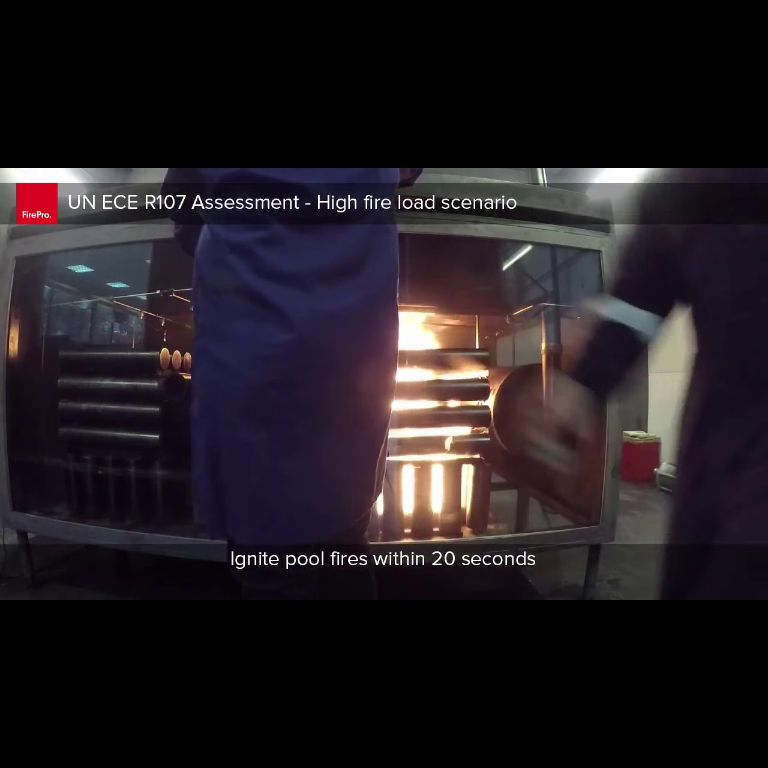 UN ECE R107 Assessment - High fire load scenario
FirePro.
Ignite pool fires within 20 seconds